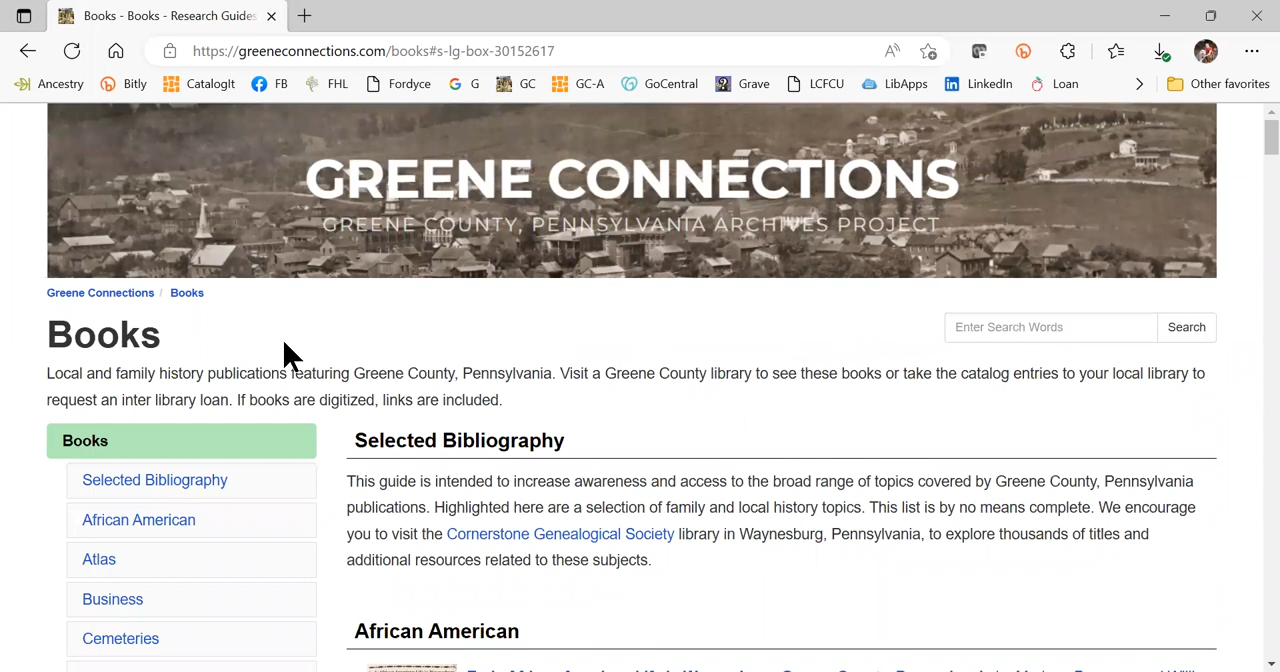 Books - Books - Research Guides
https://greeneconnections.com/books#s-lg-box-30152617
Ancestry Bitly CatalogIt FB FHL Fordyce G GC GC-A GoCentral Grave LCFCU LibApps LinkedIn Loan Other favorites
GREENE CONNECTIONS
GREENE COUNTY, PENNSYLVANIA ARCHIVES PROJECT
Greene Connections / Books
Books
Enter Search Words Search
Local and family history publications featuring Greene County, Pennsylvania. Visit a Greene County library to see these books or take the catalog entries to your local library to
request an inter library loan. If books are digitized, links are included.
Books
Selected Bibliography
African American
Atlas
Business
Cemeteries
Selected Bibliography
This guide is intended to increase awareness and access to the broad range of topics covered by Greene County, Pennsylvania
publications. Highlighted here are a selection of family and local history topics. This list is by no means complete. We encourage
you to visit the Cornerstone Genealogical Society library in Waynesburg, Pennsylvania, to explore thousands of titles and
additional resources related to these subjects.
African American